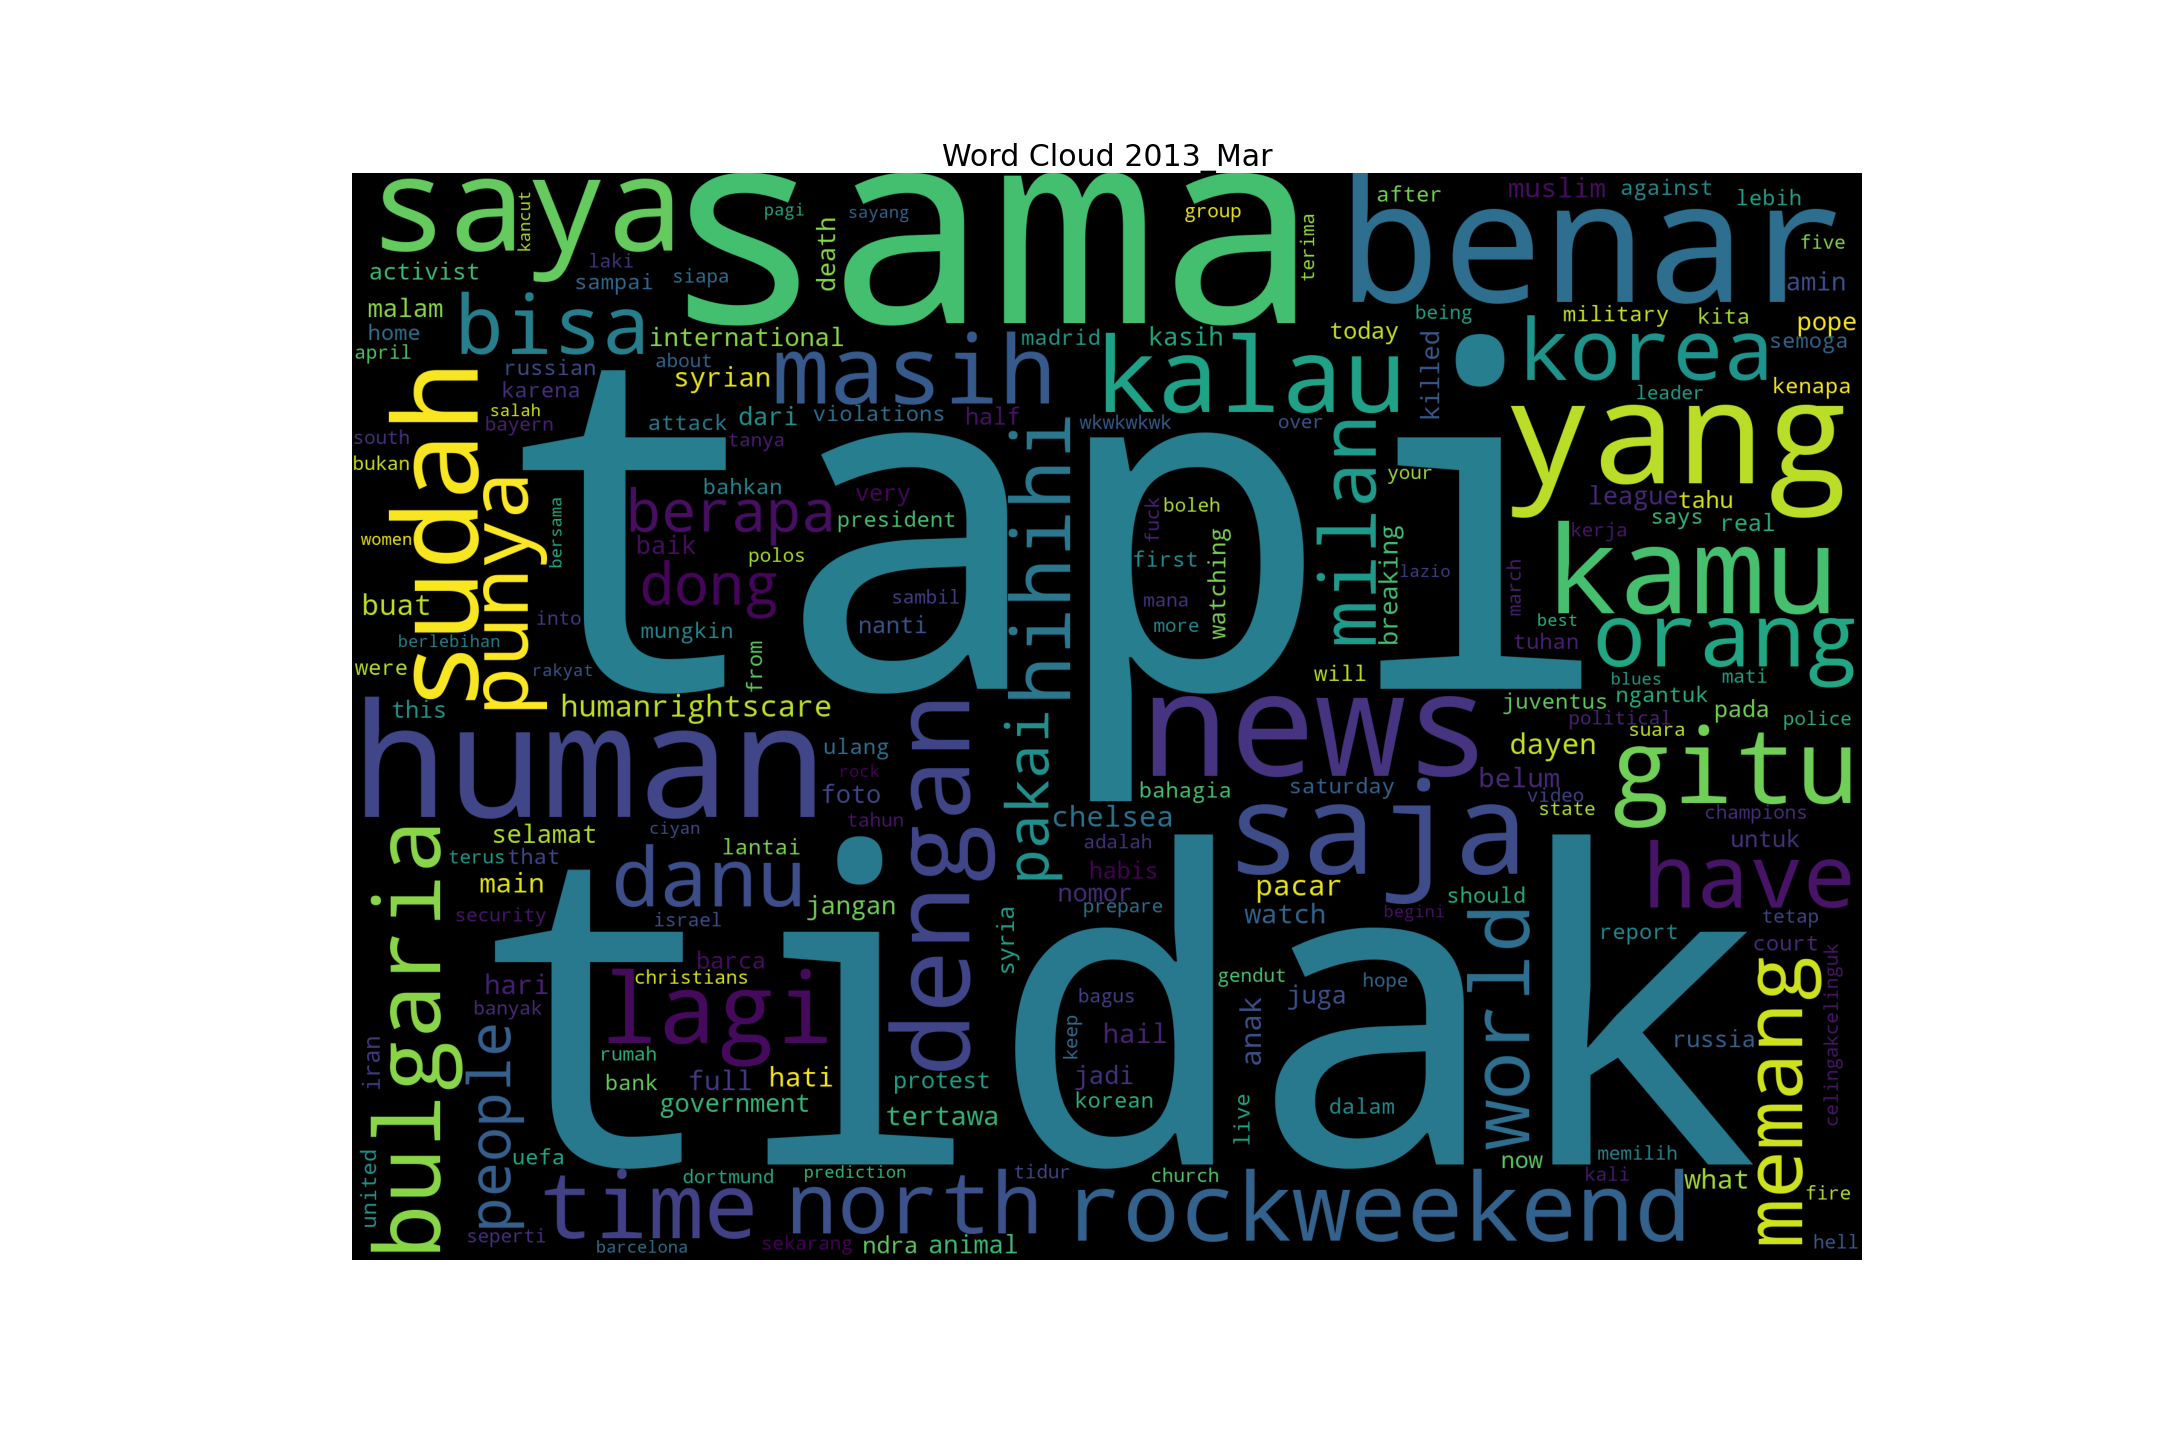 Word Cloud 2013_Mar
saya
sama
benar
kancut
pagi
sayang
group
after
muslim
against
lebih
death
terima
five
activist
laki
sampai
siapa
amin
malam
bisa
home
april
international
madrid
kasih
today
being
military
kita
pope
semoga
korea
russian
about
syrian
masih
kalau
killed
leader
kenapa
karena
salah
bayern
attack
dari
violations
half
wkwkwkwk
over
yang
south
tanya
bukan
sudah
punya
tapi
hihihi
milan
your
league
tahu
bahkan
very
berapa
president
boleh
fuck
says
real
women
bersama
baik
polos
first
watching
breaking
lazio
kerja
kamu
dong
sambil
mana
more
march
best
buat
into
mungkin
nanti
tuhan
orang
berlebihan
were
rakyat
from
will
blues
mati
this
humanrightscare
news
juventus
ngantuk
political
pada
police
human
ulang
dengan
pakai
dayen
suara
gitu
rock
foto
bahagia
saturday
belum
video
state
champions
tahun
chelsea
saja
selamat
ciyan
lantai
adalah
untuk
bulgaria
terus
that
danu
habis
have
main
nomor
pacar
should
jangan
prepare
watch
begini
tetap
security
israel
tidak
world
report
court
memang
celingakcelinguk
barca
syria
christians
lagi
gendut
hope
hari
bagus
juga
banyak
people
keep
hail
anak
russia
iran
rumah
bank
full
hati
protest
jadi
government
tertawa
korean
live
dalam
uefa
memilih
now
united
dortmund
prediction
tidur
church
kali
what
fire
time
north
rockweekend
seperti
barcelona
sekarang
ndra
animal
hell